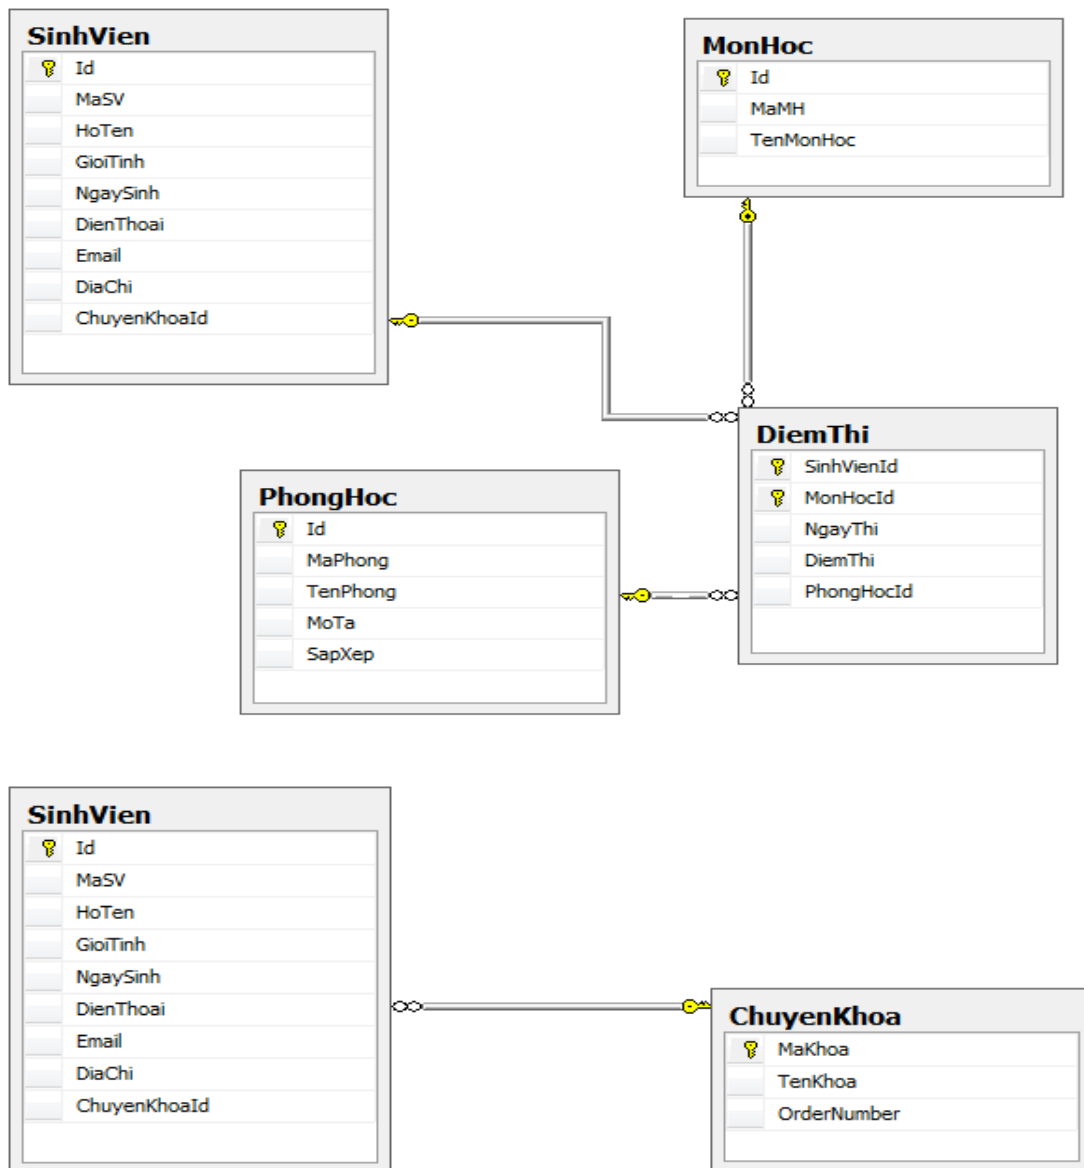 SinhVien
Id
MaSV
HoTen
GioiTinh
NgaySinh
DienThoai
Email
DiaChi
ChuyenKhoaId
MonHoc
Id
MaMH
TenMonHoc
DiemThi
SinhVienId
MonHocId
NgayThi
DiemThi
PhongHocId
PhongHoc
Id
MaPhong
TenPhong
MoTa
SapXep
SinhVien
Id
MaSV
HoTen
GioiTinh
NgaySinh
DienThoai
Email
DiaChi
ChuyenKhoaId
ChuyenKhoa
MaKhoa
TenKhoa
OrderNumber